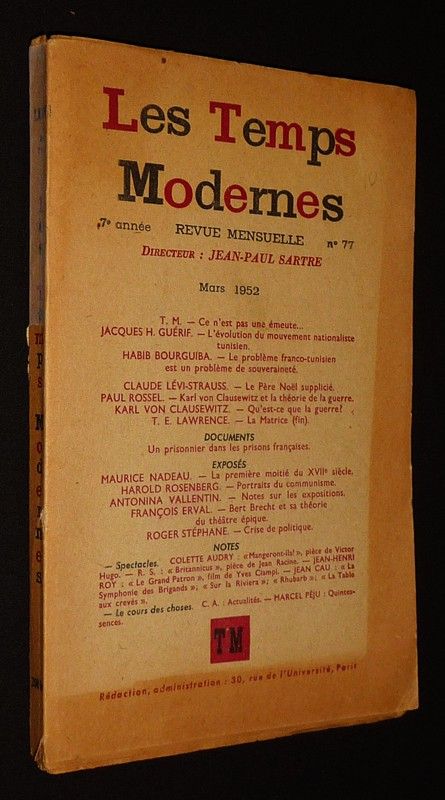 Les Temps
Modernes
7e année REVUE MENSUELLE n° 77
DIRECTEUR : JEAN-PAUL SARTRE
Mars 1952
T. M. — Ce n'est pas une émeute...
JACQUES H. GUÉRIF. — L'évolution du mouvement nationaliste
tunisien.
HABIB BOURGUIBA. — Le problème franco-tunisien
est un problème de souveraineté.
CLAUDE LÉVI-STRAUSS. — Le Père Noël supplicié.
PAUL ROSSEL. — Karl von Clausewitz et la théorie de la guerre.
KARL VON CLAUSEWITZ. — Qu'est-ce que la guerre?
T. E. LAWRENCE. — La Matrice (fin).
DOCUMENTS
Un prisonnier dans les prisons françaises.
EXPOSÉS
MAURICE NADEAU. — La première moitié du XVIIe siècle.
HAROLD ROSENBERG. — Portraits du communisme.
ANTONINA VALLENTIN. — Notes sur les expositions.
FRANÇOIS ERVAL. — Bert Brecht et sa théorie
du théâtre épique.
ROGER STÉPHANE. — Crise de politique.
NOTES
— Spectacles. COLETTE AUDRY : « Mangeront-ils! », pièce de Victor
Hugo. — R. S. : « Britannicus », pièce de Jean Racine. — JEAN-HENRI
ROY : « Le Grand Patron », film de Yves Ciampi. — JEAN CAU : « La
Symphonie des Brigands »; « Sur la Riviera »; « Rhubarb »; « La Table
aux crevés ».
— Le cours des choses. C. A. : Actualités. — MARCEL PÉJU : Quintes-
sences.
TM
Rédaction, administration : 30, rue de l'Université, Paris
ps Modernes